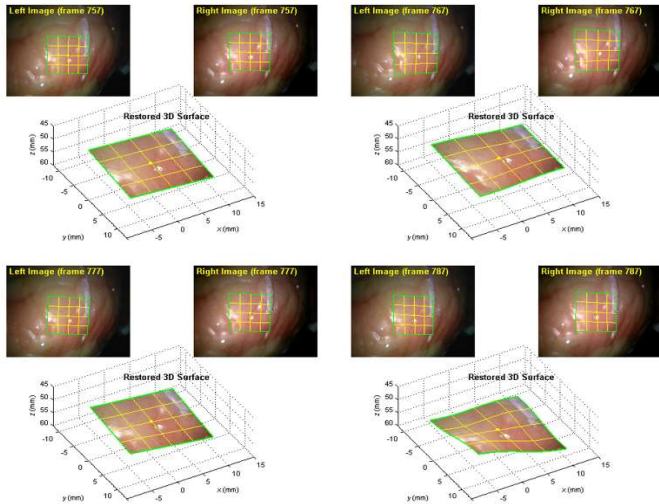 Left Image (frame 757)
Right Image (frame 757)
Restored 3D Surface
45
50
55
60
z (mm)
-10
-5
0
5
10
y (mm)
-5
0
5
10
15
x (mm)
Left Image (frame 767)
Right Image (frame 767)
Restored 3D Surface
45
50
55
60
z (mm)
-10
-5
0
5
10
y (mm)
-5
0
5
10
15
x (mm)
Left Image (frame 777)
Right Image (frame 777)
Restored 3D Surface
45
50
55
60
z (mm)
-10
-5
0
5
10
y (mm)
-5
0
5
10
15
x (mm)
Left Image (frame 787)
Right Image (frame 787)
Restored 3D Surface
45
50
55
60
z (mm)
-10
-5
0
5
10
y (mm)
-5
0
5
10
15
x (mm)